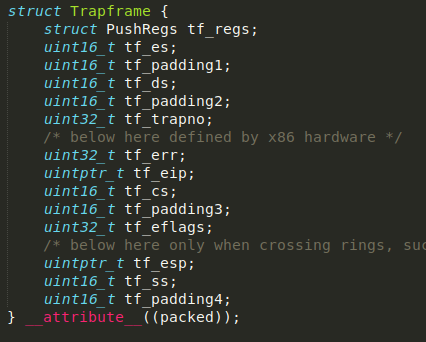 struct Trapframe {
    struct PushRegs tf_regs;
    uint16_t tf_es;
    uint16_t tf_padding1;
    uint16_t tf_ds;
    uint16_t tf_padding2;
    uint32_t tf_trapno;
    /* below here defined by x86 hardware */
    uint32_t tf_err;
    uintptr_t tf_eip;
    uint16_t tf_cs;
    uint16_t tf_padding3;
    uint32_t tf_eflags;
    /* below here only when crossing rings,
    uintptr_t tf_esp;
    uint16_t tf_ss;
    uint16_t tf_padding4;
} __attribute__((packed));